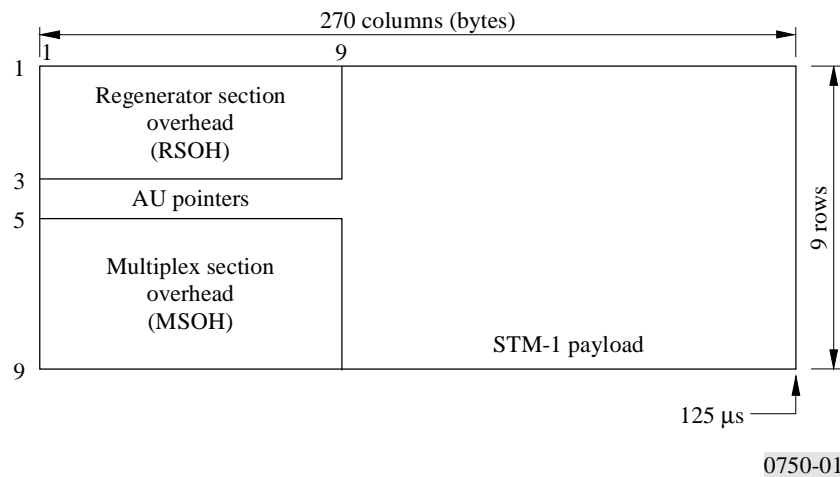 270 columns (bytes)
1 9
1
Regenerator section
overhead
(RSOH)
3
AU pointers
5
Multiplex section
overhead
(MSOH)
9 rows
STM-1 payload
9
125 µs
0750-01